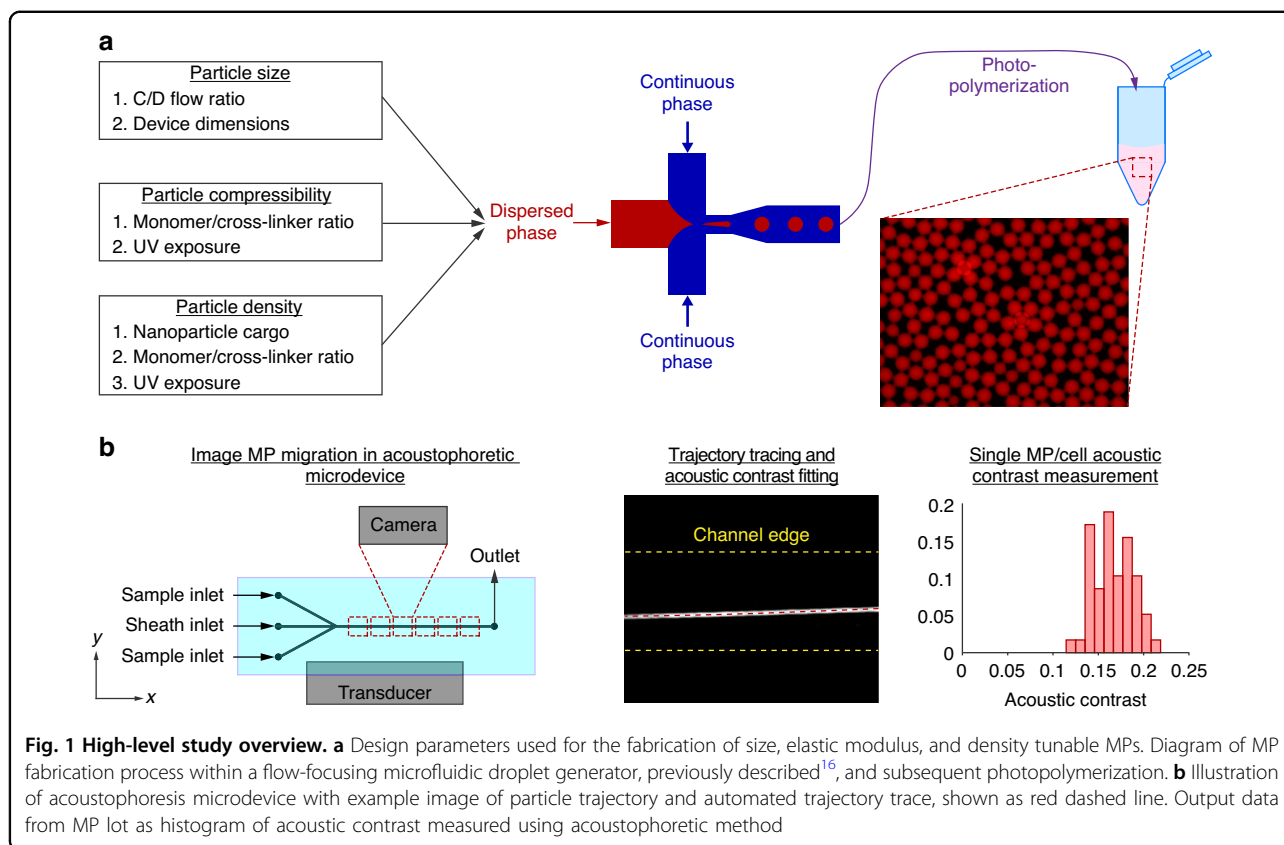 a
Particle size
1. C/D flow ratio
2. Device dimensions
Particle compressibility
1. Monomer/cross-linker ratio
2. UV exposure
Particle density
1. Nanoparticle cargo
2. Monomer/cross-linker ratio
3. UV exposure
Dispersed
phase
Continuous
phase
Continuous
phase
Photo-
polymerization
b
Image MP migration in acoustophoretic
microdevice
Camera
Outlet
Sample inlet
Sheath inlet
Sample inlet
y
x
Transducer
Trajectory tracing and
acoustic contrast fitting
Channel edge
Single MP/cell acoustic
contrast measurement
0.2
0.15
0.1
0.05
0
0 0.05 0.1 0.15 0.2 0.25
Acoustic contrast
Fig. 1 High-level study overview. a Design parameters used for the fabrication of size, elastic modulus, and density tunable MPs. Diagram of MP
fabrication process within a flow-focusing microfluidic droplet generator, previously described16, and subsequent photopolymerization. b Illustration
of acoustophoresis microdevice with example image of particle trajectory and automated trajectory trace, shown as red dashed line. Output data
from MP lot as histogram of acoustic contrast measured using acoustophoretic method